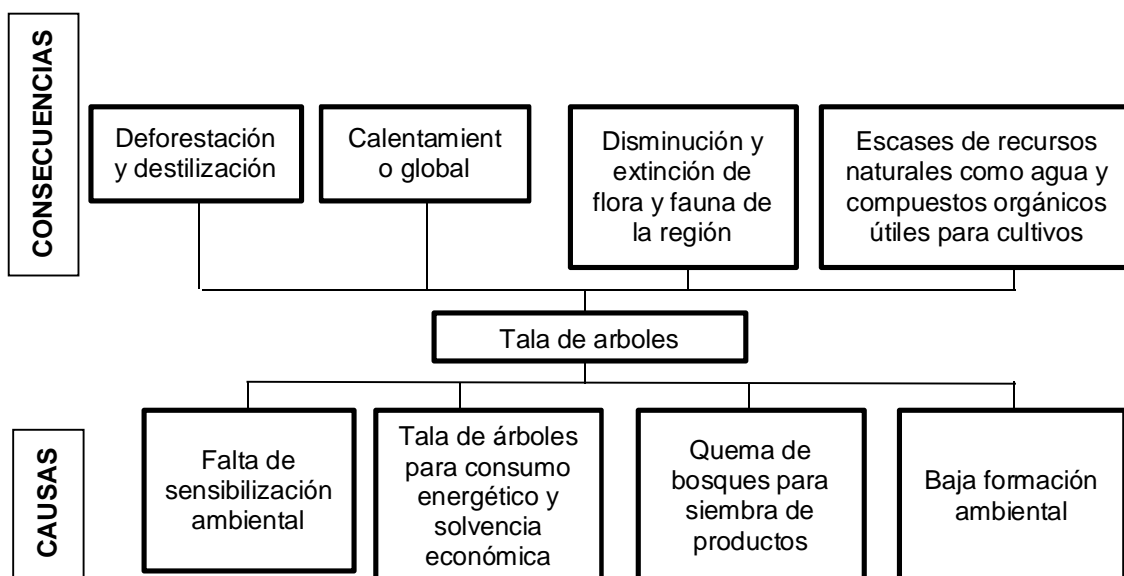 CONSECUENCIAS
Deforestación
y destilización
Calentamient
o global
Disminución y
extinción de
flora y fauna de
la región
Escases de recursos
naturales como agua y
compuestos orgánicos
útiles para cultivos
Tala de arboles
CAUSAS
Falta de
sensibilización
ambiental
Tala de árboles
para consumo
energético y
solvencia
económica
Quema de
bosques para
siembra de
productos
Baja formación
ambiental